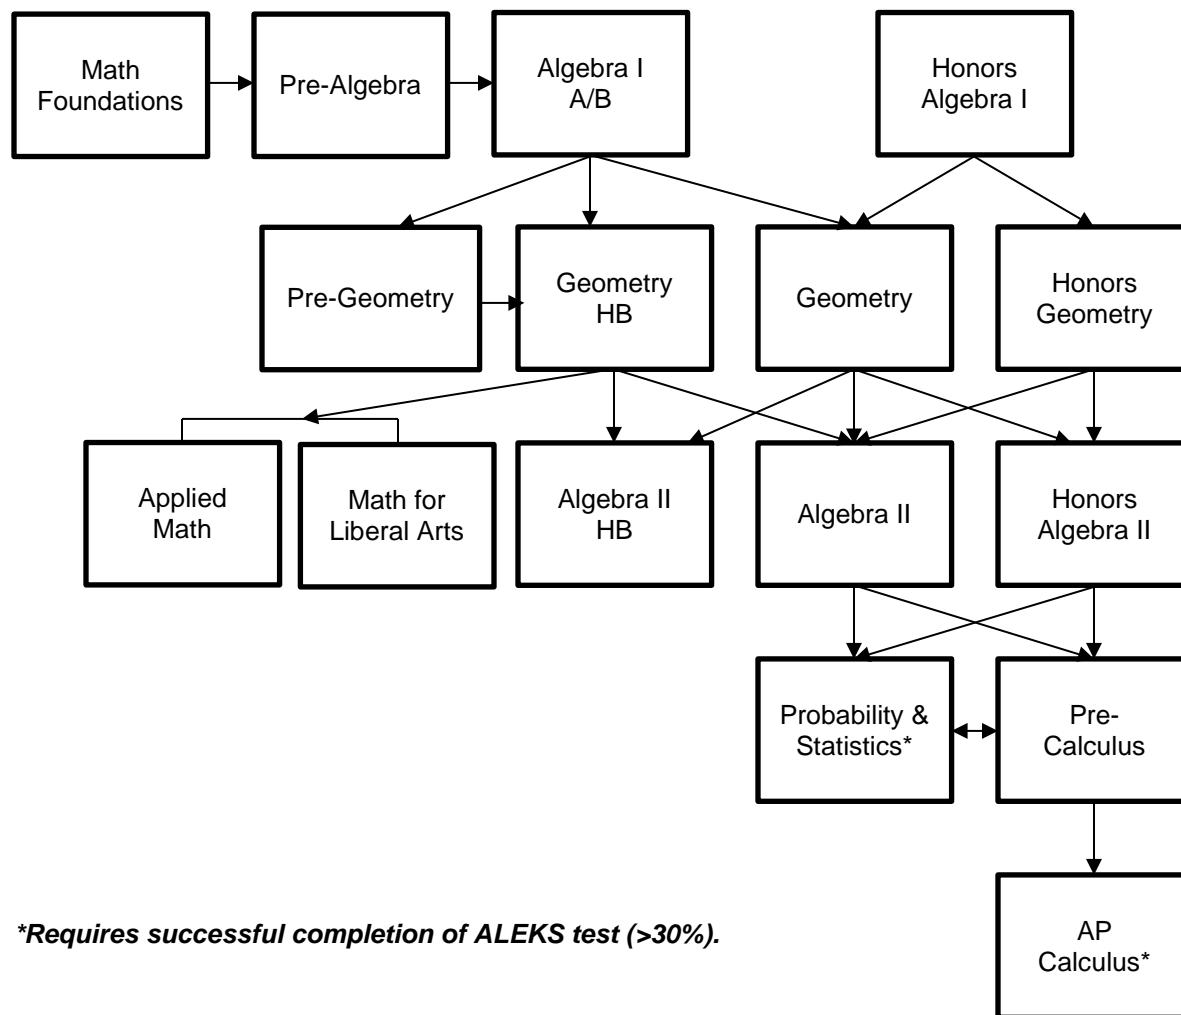 Math
Foundations
Pre-Algebra
Algebra I
A/B
Honors
Algebra I
Pre-Geometry
Geometry
HB
Geometry
Honors
Geometry
Applied
Math
Math for
Liberal Arts
Algebra II
HB
Algebra II
Honors
Algebra II
Probability &
Statistics*
Pre-
Calculus
*Requires successful completion of ALEKS test (>30%).
AP
Calculus*